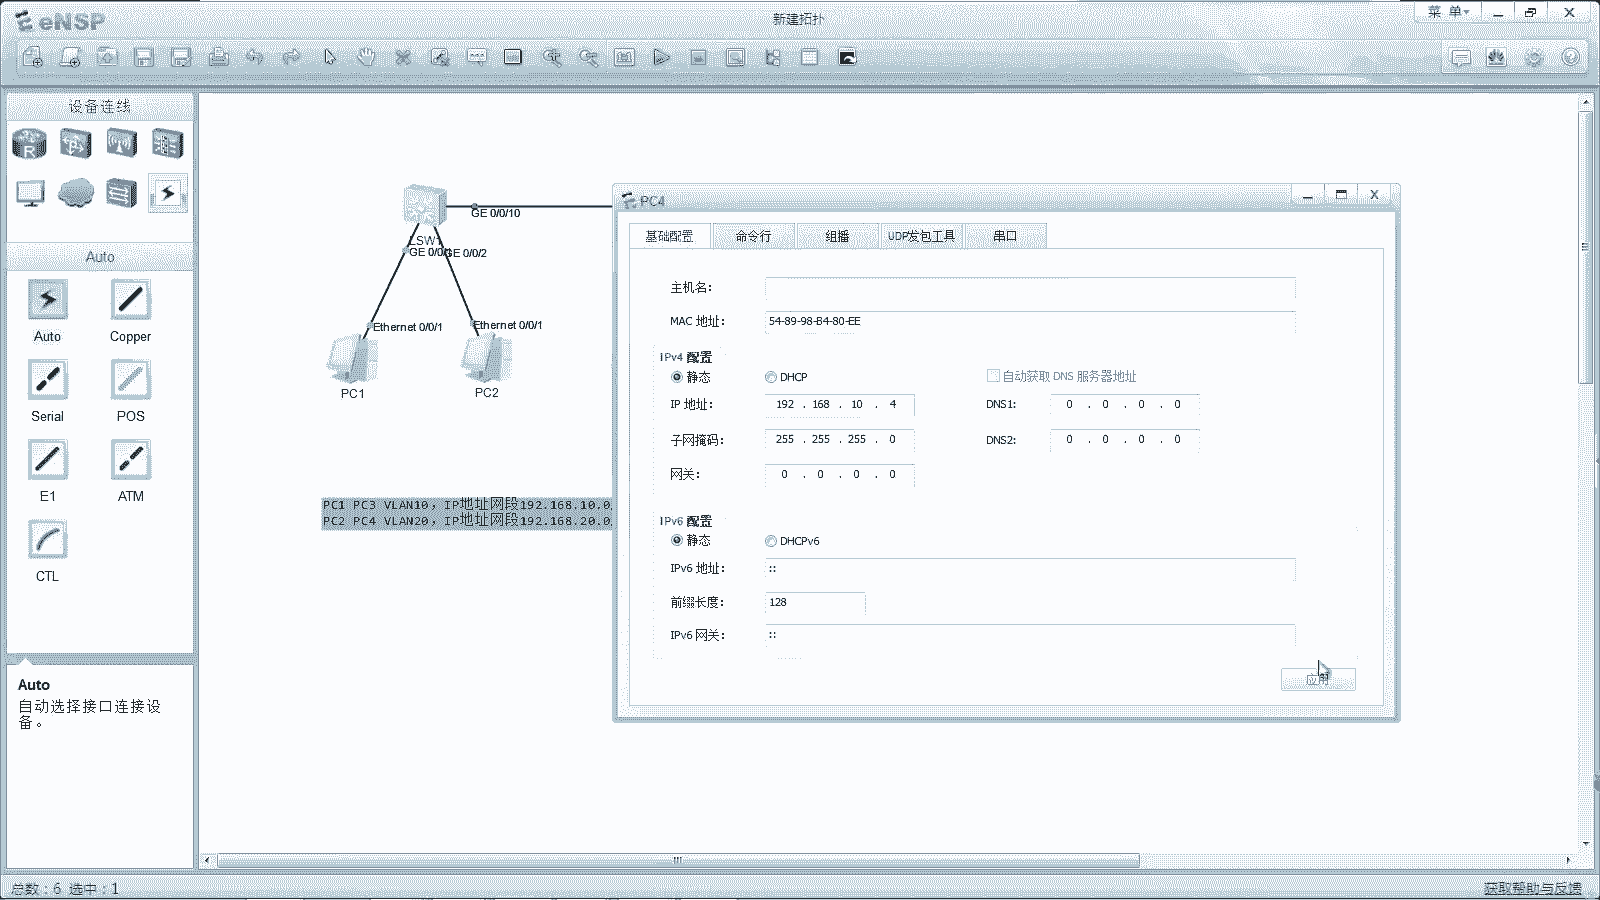 eNSP
新建拓扑
菜 单
设备连线
Auto
Auto
Copper
Serial
POS
E1
ATM
CTL
Auto
自动选择接口连接设
备。
GE 0/0/10
LSW1
GE 0/0/1
GE 0/0/2
Ethernet 0/0/1
Ethernet 0/0/1
PC1
PC2
PC1 PC3 VLAN10，IP地址网段192.168.10.0
PC2 PC4 VLAN20，IP地址网段192.168.20.0
PC4
基础配置
命令行
组播
UDP发包工具
串口
主机名：
MAC 地址： 54-89-98-B4-80-EE
IPv4 配置
静态 DHCP 自动获取 DNS 服务器地址
IP 地址： 192 . 168 . 10 . 4 DNS1: 0 . 0 . 0 . 0
子网掩码： 255 . 255 . 255 . 0 DNS2: 0 . 0 . 0 . 0
网关： 0 . 0 . 0 . 0
IPv6 配置
静态 DHCPv6
IPv6 地址： ::
前缀长度： 128
IPv6 网关： ::
应用
总数：6 选中：1
获取帮助与反馈